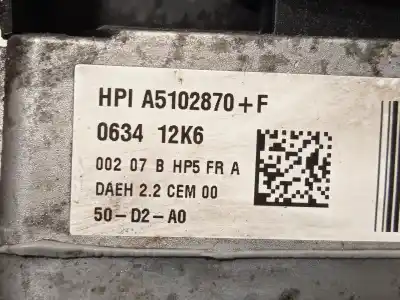 HPI A5102870+F
0634 12K6
002 07 B HP5 FR A
DAEH 2.2 CEM 00
50-D2-A0